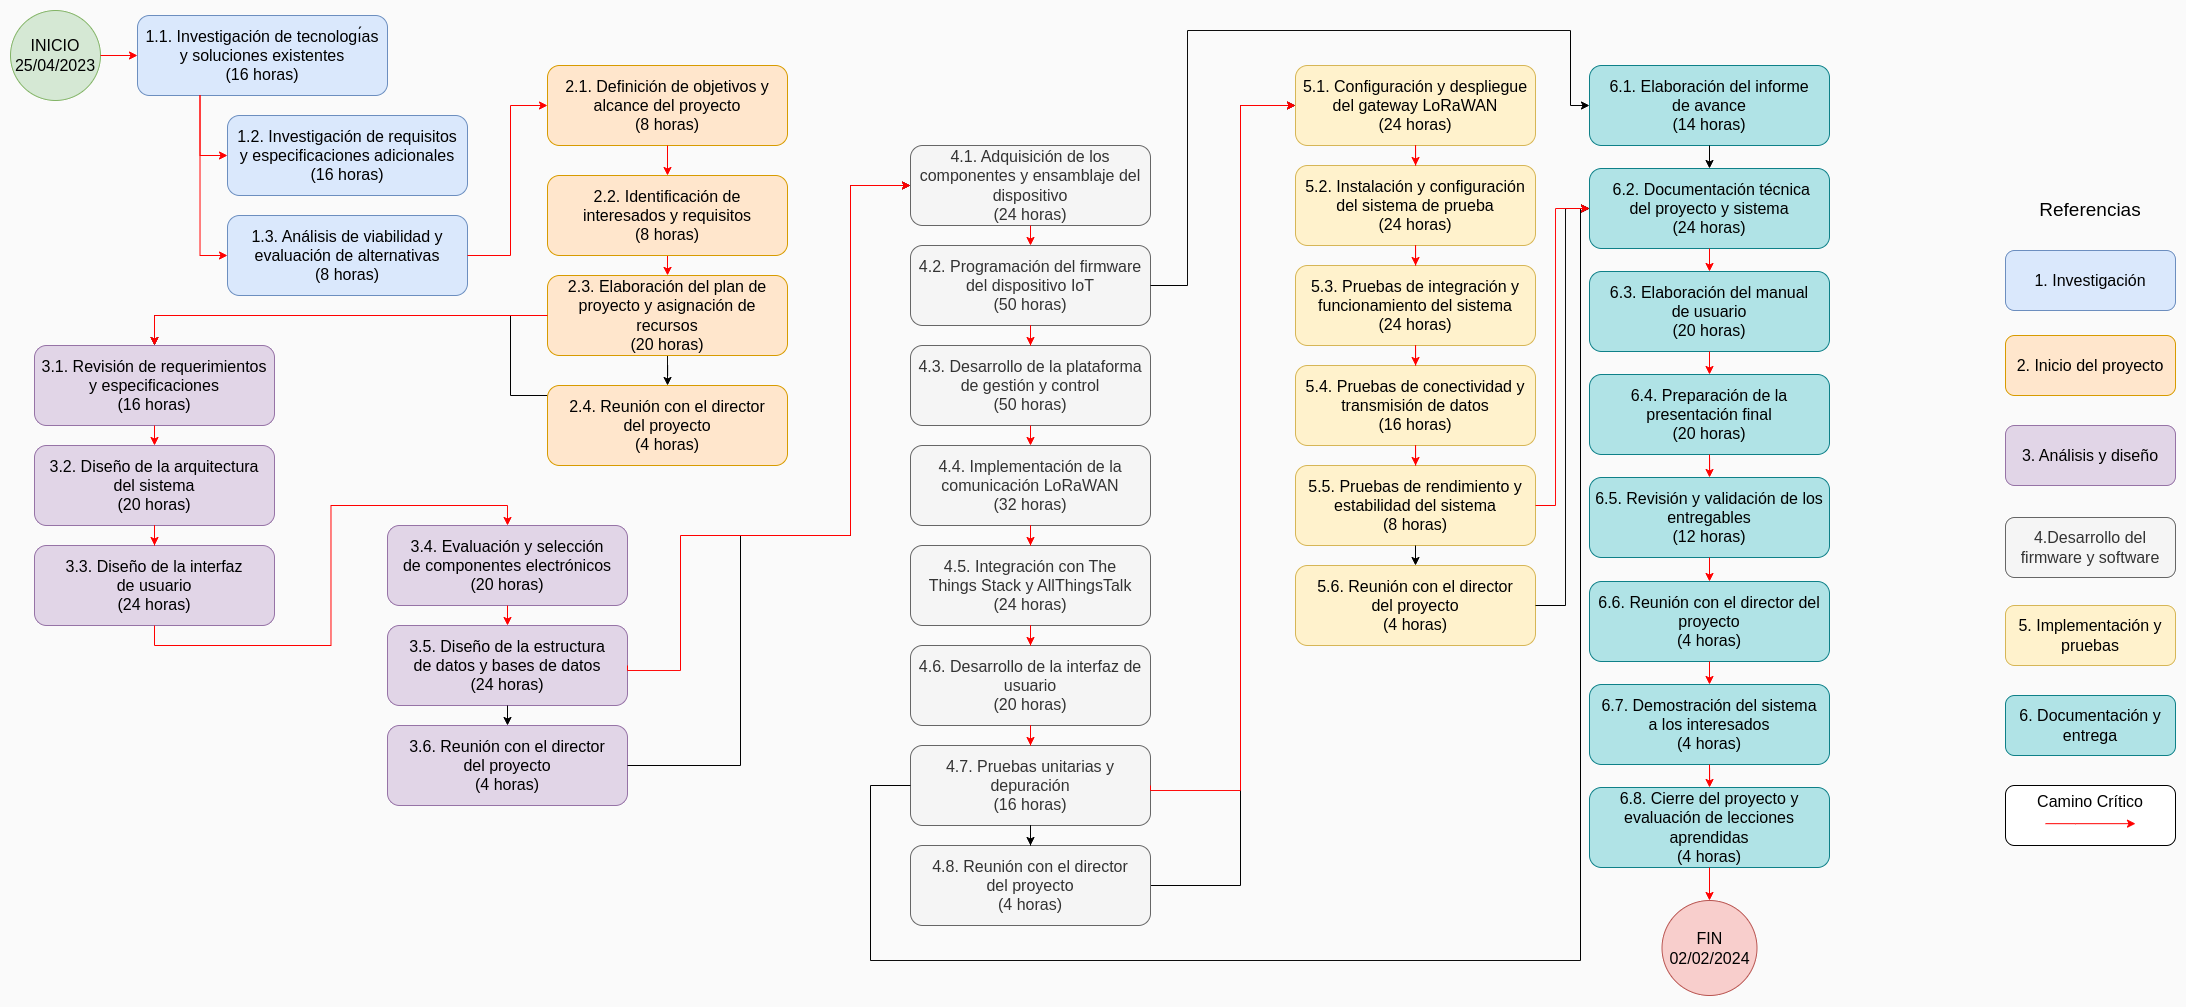 INICIO
25/04/2023
1.1. Investigación de tecnologías
y soluciones existentes
(16 horas)
1.2. Investigación de requisitos
y especificaciones adicionales
(16 horas)
1.3. Análisis de viabilidad y
evaluación de alternativas
(8 horas)
2.1. Definición de objetivos y
alcance del proyecto
(8 horas)
2.2. Identificación de
interesados y requisitos
(8 horas)
2.3. Elaboración del plan de
proyecto y asignación de
recursos
(20 horas)
2.4. Reunión con el director
del proyecto
(4 horas)
3.1. Revisión de requerimientos
y especificaciones
(16 horas)
3.2. Diseño de la arquitectura
del sistema
(20 horas)
3.3. Diseño de la interfaz
de usuario
(24 horas)
3.4. Evaluación y selección
de componentes electrónicos
(20 horas)
3.5. Diseño de la estructura
de datos y bases de datos
(24 horas)
3.6. Reunión con el director
del proyecto
(4 horas)
4.1. Adquisición de los
componentes y ensamblaje del
dispositivo
(24 horas)
4.2. Programación del firmware
del dispositivo IoT
(50 horas)
4.3. Desarrollo de la plataforma
de gestión y control
(50 horas)
4.4. Implementación de la
comunicación LoRaWAN
(32 horas)
4.5. Integración con The
Things Stack y AllThingsTalk
(24 horas)
4.6. Desarrollo de la interfaz de
usuario
(20 horas)
4.7. Pruebas unitarias y
depuración
(16 horas)
4.8. Reunión con el director
del proyecto
(4 horas)
5.1. Configuración y despliegue
del gateway LoRaWAN
(24 horas)
5.2. Instalación y configuración
del sistema de prueba
(24 horas)
5.3. Pruebas de integración y
funcionamiento del sistema
(24 horas)
5.4. Pruebas de conectividad y
transmisión de datos
(16 horas)
5.5. Pruebas de rendimiento y
estabilidad del sistema
(8 horas)
5.6. Reunión con el director
del proyecto
(4 horas)
6.1. Elaboración del informe
de avance
(14 horas)
6.2. Documentación técnica
del proyecto y sistema
(24 horas)
6.3. Elaboración del manual
de usuario
(20 horas)
6.4. Preparación de la
presentación final
(20 horas)
6.5. Revisión y validación de los
entregables
(12 horas)
6.6. Reunión con el director del
proyecto
(4 horas)
6.7. Demostración del sistema
a los interesados
(4 horas)
6.8. Cierre del proyecto y
evaluación de lecciones
aprendidas
(4 horas)
FIN
02/02/2024
Referencias
1. Investigación
2. Inicio del proyecto
3. Análisis y diseño
4.Desarrollo del
firmware y software
5. Implementación y
pruebas
6. Documentación y
entrega
Camino Crítico